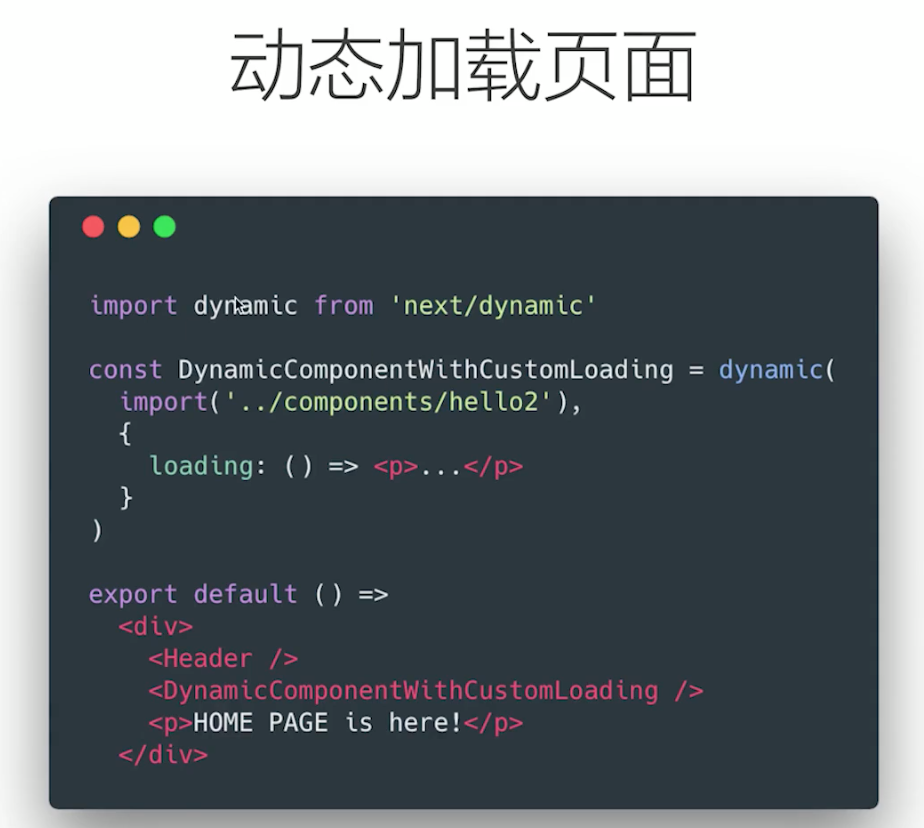 动态加载页面
import dynamic from 'next/dynamic'
const DynamicComponentWithCustomLoading = dynamic(
  import('../components/hello2'),
  {
    loading: () => <p>...</p>
  }
)
export default () =>
  <div>
    <Header />
    <DynamicComponentWithCustomLoading />
    <p>HOME PAGE is here!</p>
  </div>